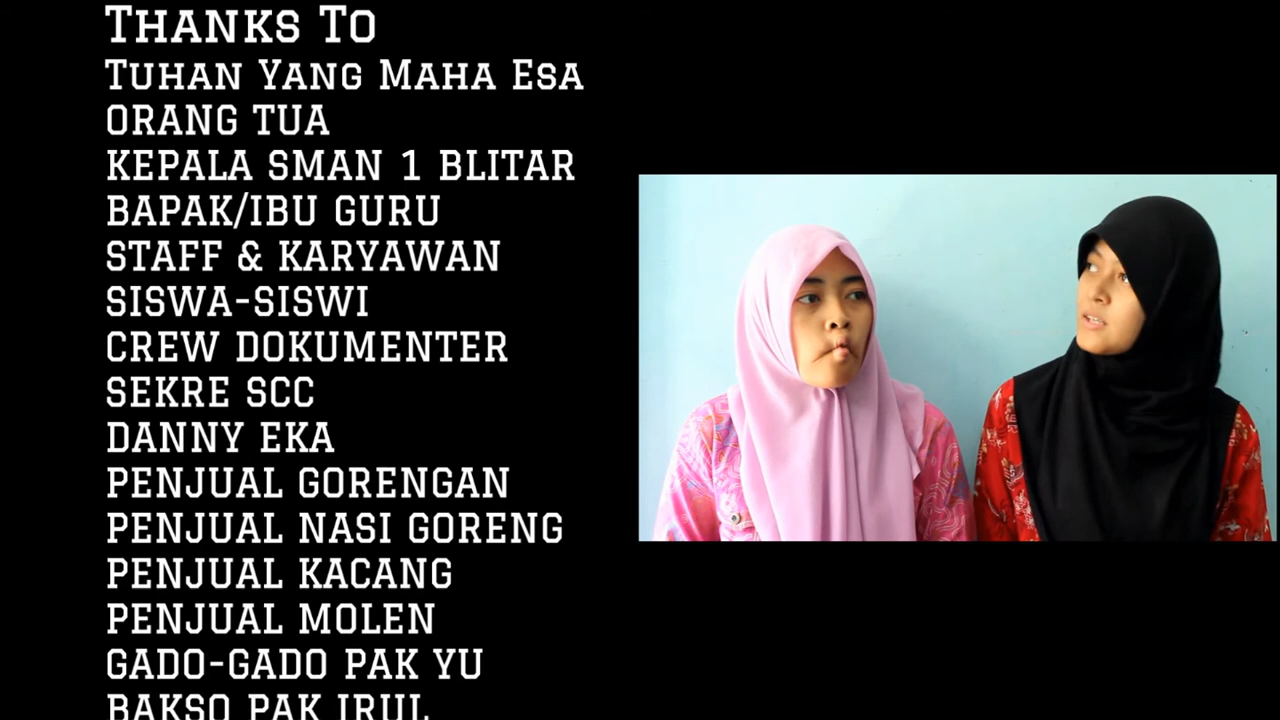 THANKS TO
TUHAN YANG MAHA ESA
ORANG TUA
KEPALA SMAN 1 BLITAR
BAPAK/IBU GURU
STAFF & KARYAWAN
SISWA-SISWI
CREW DOKUMENTER
SEKRE SCC
DANNY EKA
PENJUAL GORENGAN
PENJUAL NASI GORENG
PENJUAL KACANG
PENJUAL MOLEN
GADO-GADO PAK YU
BAKSO PAK IRUL